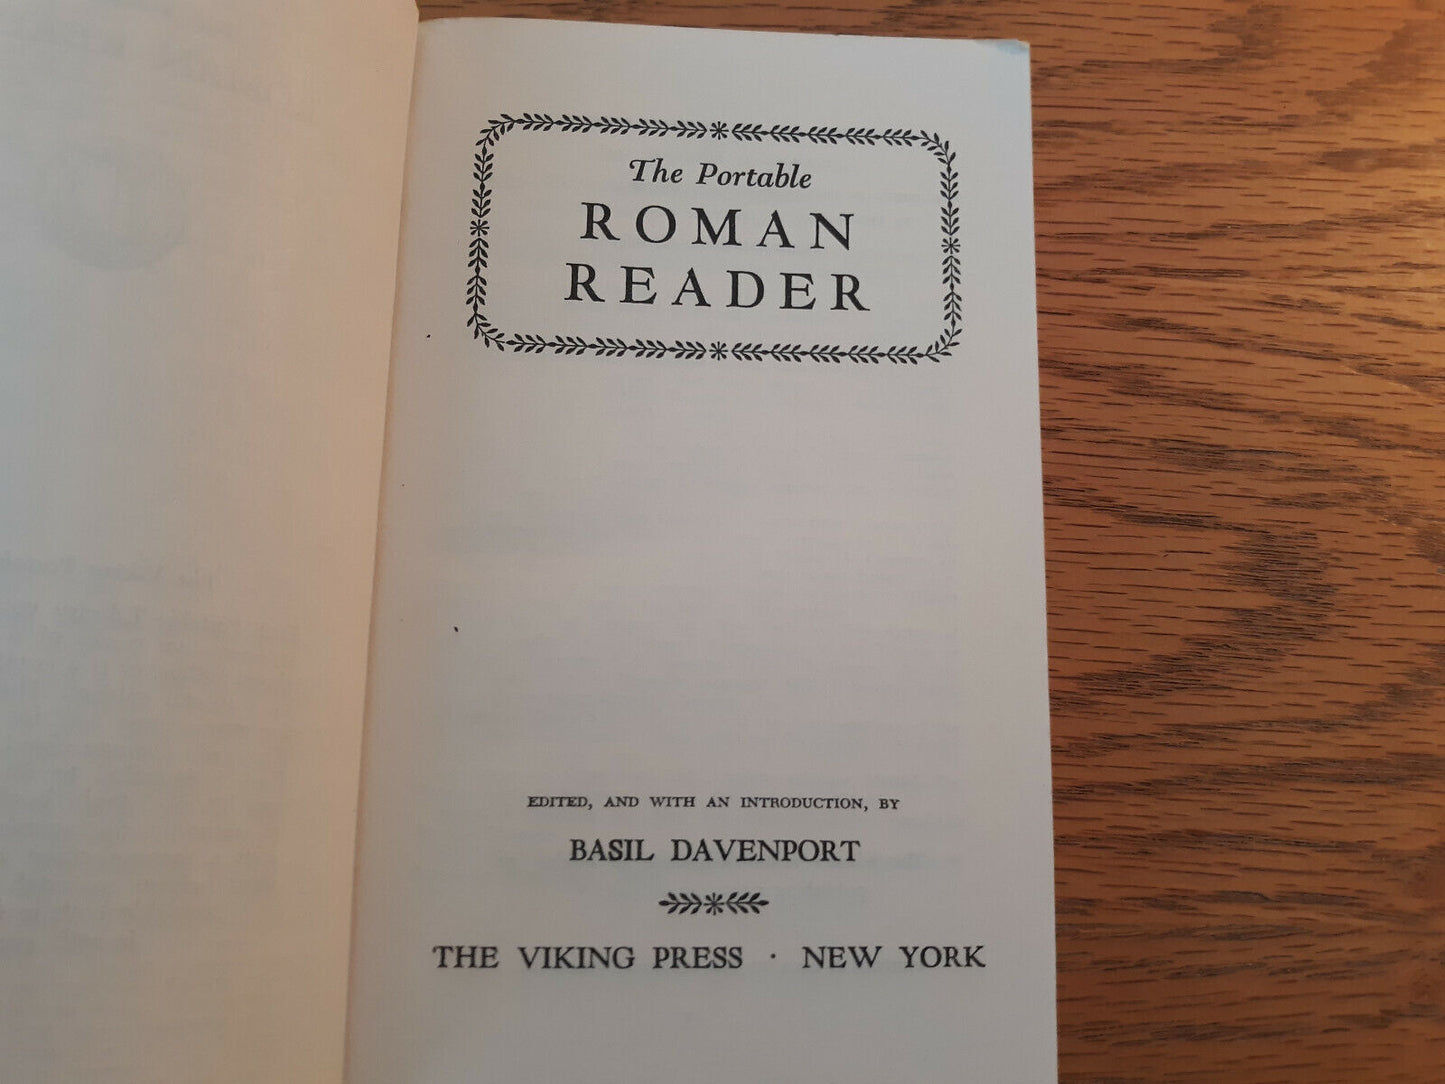 The Portable
ROMAN
READER
EDITED, AND WITH AN INTRODUCTION, BY
BASIL DAVENPORT
THE VIKING PRESS · NEW YORK